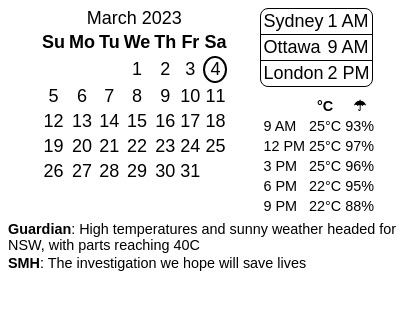 March 2023
Su Mo Tu We Th Fr Sa
1 2 3 4
5 6 7 8 9 10 11
12 13 14 15 16 17 18
19 20 21 22 23 24 25
26 27 28 29 30 31
Sydney 1 AM
Ottawa 9 AM
London 2 PM
°C ☂
9 AM 25°C 93%
12 PM 25°C 97%
3 PM 25°C 96%
6 PM 22°C 95%
9 PM 22°C 88%
Guardian: High temperatures and sunny weather headed for
NSW, with parts reaching 40C
SMH: The investigation we hope will save lives